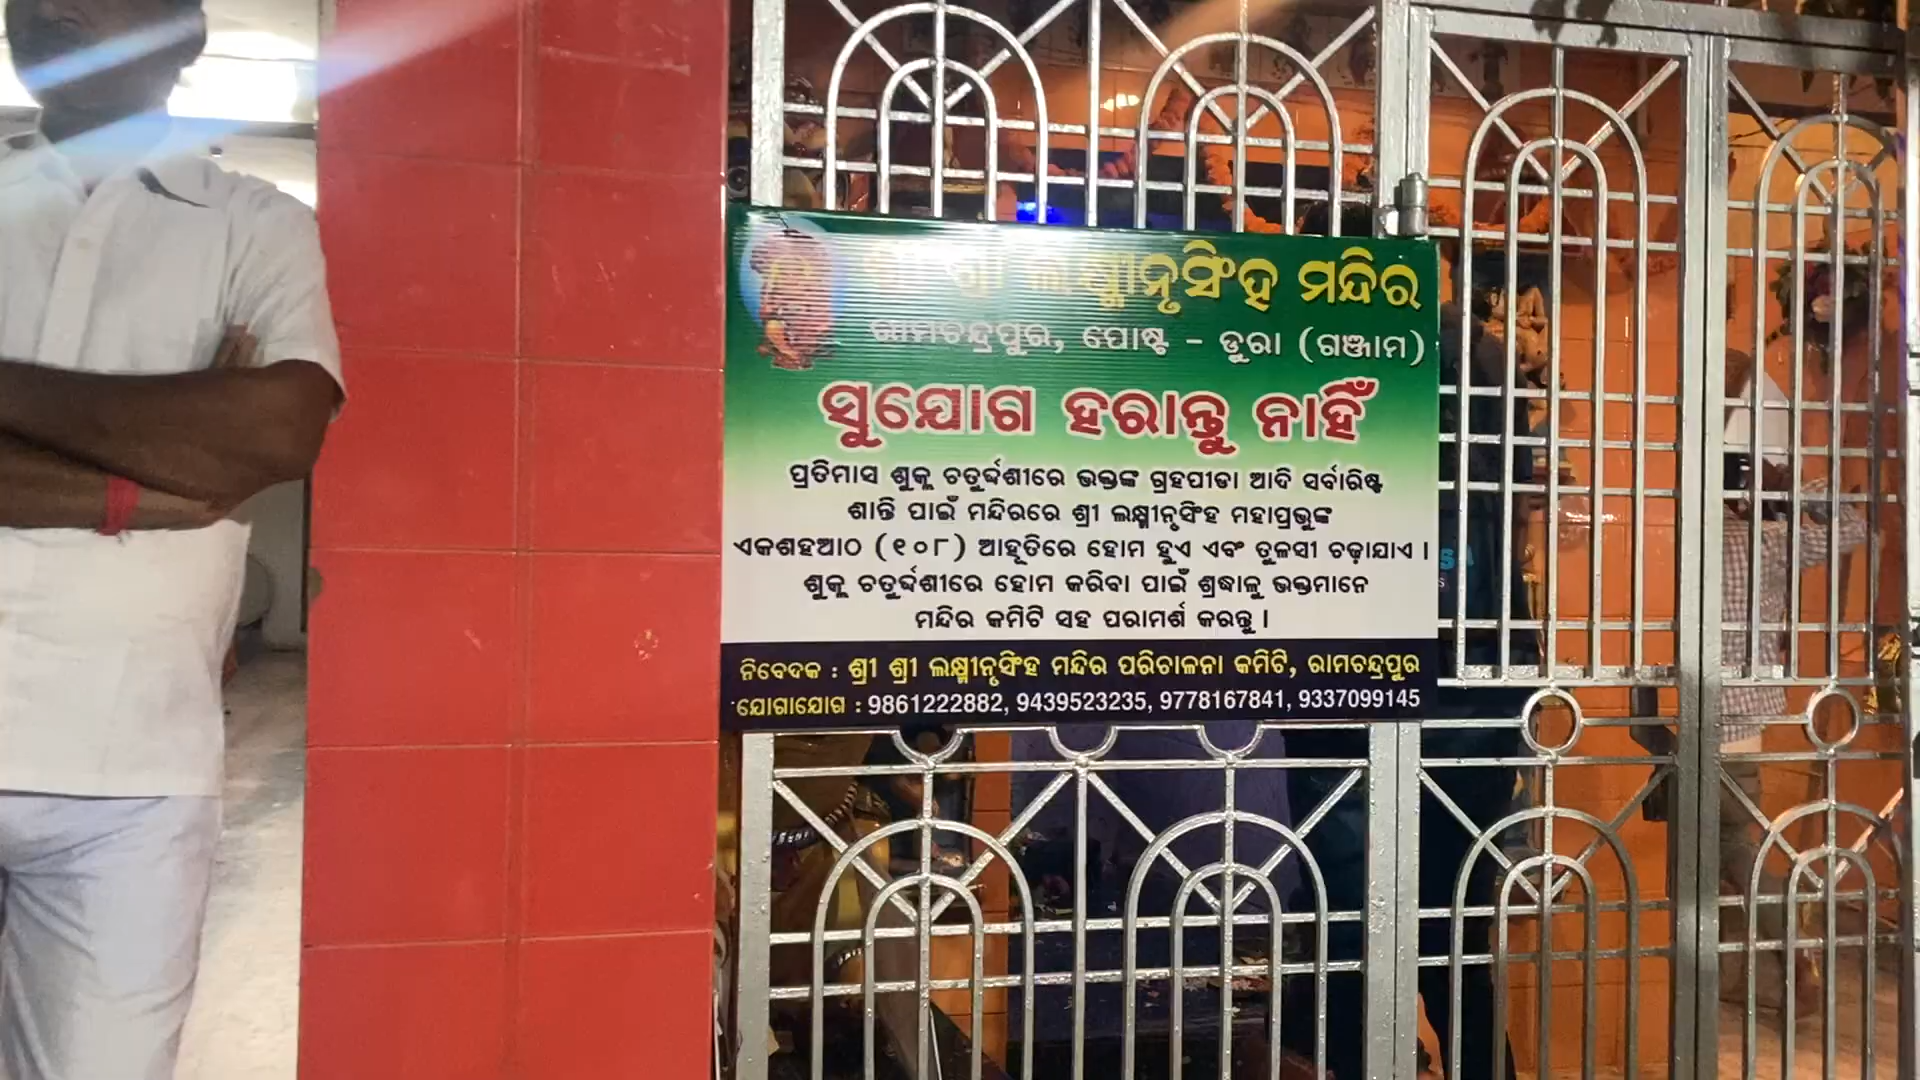 ଶ୍ରୀ ଶ୍ରୀ ଲକ୍ଷ୍ମୀନୃସିଂହ ମନ୍ଦିର
ରାମଚନ୍ଦ୍ରପୁର, ପୋଷ୍ଟ - ଡୁରା (ଗଞ୍ଜାମ)
ସୁଯୋଗ ହରାନ୍ତୁ ନାହିଁ
ପ୍ରତିମାସ ଶୁକ୍ଲ ଚତୁର୍ଦ୍ଦଶୀରେ ଭକ୍ତଙ୍କ ଗ୍ରହପୀଡା ଆଦି ସର୍ବାରିଷ୍ଟ
ଶାନ୍ତି ପାଇଁ ମନ୍ଦିରରେ ଶ୍ରୀ ଲକ୍ଷ୍ମୀନୃସିଂହ ମହାପ୍ରଭୁଙ୍କ
ଏକଶହଆଠ (୧୦୮) ଆହୂତିରେ ହୋମ ହୁଏ ଏବଂ ତୁଳସୀ ଚଢ଼ାଯାଏ ।
ଶୁକ୍ଲ ଚତୁର୍ଦ୍ଦଶୀରେ ହୋମ କରିବା ପାଇଁ ଶ୍ରଦ୍ଧାଳୁ ଭକ୍ତମାନେ
ମନ୍ଦିର କମିଟି ସହ ପରାମର୍ଶ କରନ୍ତୁ ।
ନିବେଦକ : ଶ୍ରୀ ଶ୍ରୀ ଲକ୍ଷ୍ମୀନୃସିଂହ ମନ୍ଦିର ପରିଚାଳନା କମିଟି, ରାମଚନ୍ଦ୍ରପୁର
ଯୋଗାଯୋଗ : 9861222882, 9439523235, 9778167841, 9337099145